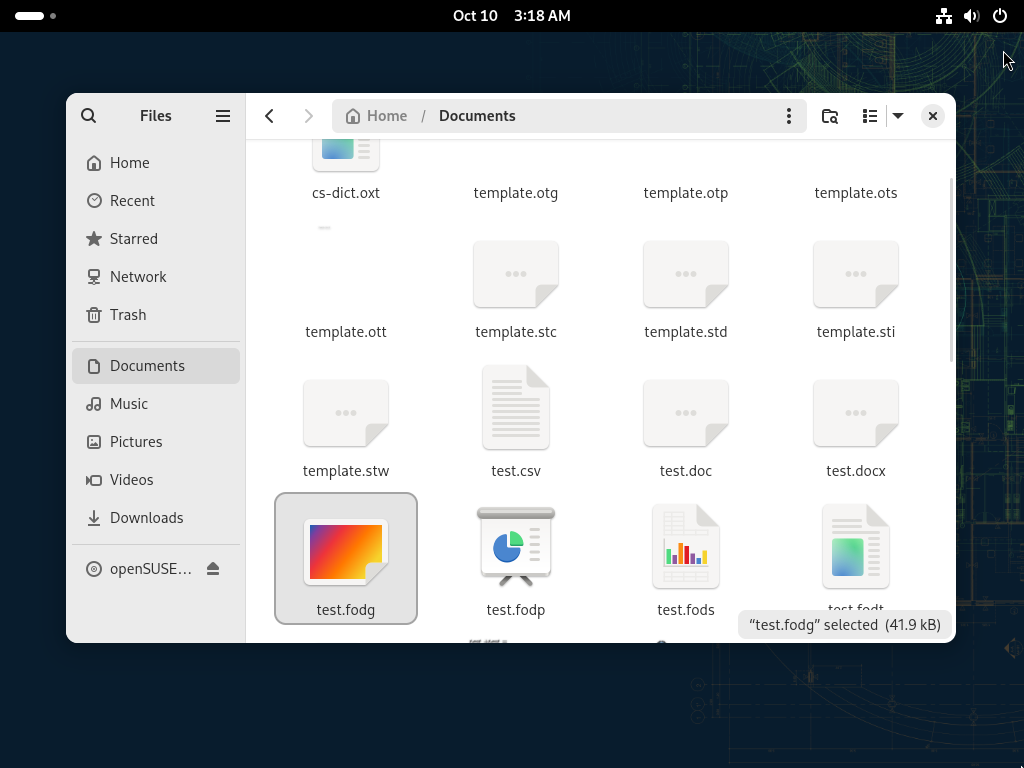 Oct 10 3:18 AM
Files
Home / Documents
Home
Recent
Starred
Network
Trash
Documents
Music
Pictures
Videos
Downloads
openSUSE…
cs-dict.oxt template.otg template.otp template.ots
template.ott template.stc template.std template.sti
template.stw test.csv test.doc test.docx
test.fodg test.fodp test.fods test.fodt
“test.fodg” selected (41.9 kB)